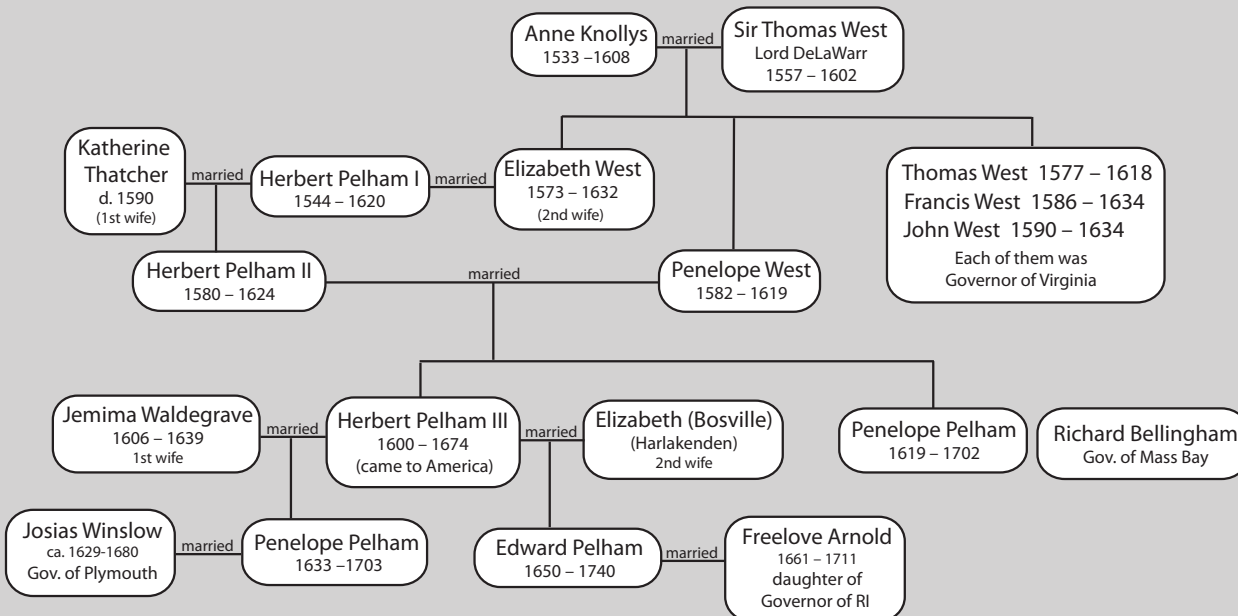 Anne Knollys
1533 –1608
married
Sir Thomas West
Lord DeLaWarr
1557 – 1602
Katherine
Thatcher
d. 1590
(1st wife)
married
Herbert Pelham I
1544 – 1620
married
Elizabeth West
1573 – 1632
(2nd wife)
Thomas West 1577 – 1618
Francis West 1586 – 1634
John West 1590 – 1634
Each of them was
Governor of Virginia
Herbert Pelham II
1580 – 1624
married
Penelope West
1582 – 1619
Jemima Waldegrave
1606 – 1639
1st wife
married
Herbert Pelham III
1600 – 1674
(came to America)
married
Elizabeth (Bosville)
(Harlakenden)
2nd wife
Penelope Pelham
1619 – 1702
Richard Bellingham
Gov. of Mass Bay
Josias Winslow
ca. 1629-1680
Gov. of Plymouth
married
Penelope Pelham
1633 –1703
Edward Pelham
1650 – 1740
married
Freelove Arnold
1661 – 1711
daughter of
Governor of RI